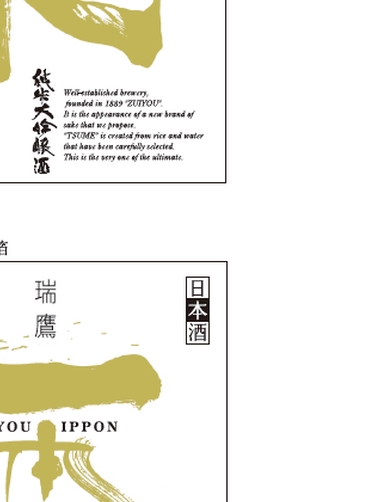 純米大吟醸酒
Well-established brewery,
founded in 1889 "ZUIYOU".
It is the appearance of a new brand of
sake that we propose.
"TSUME" is created from rice and water
that have been carefully selected.
This is the very one of the ultimate.
瑞鷹
日本酒
YOU IPPON